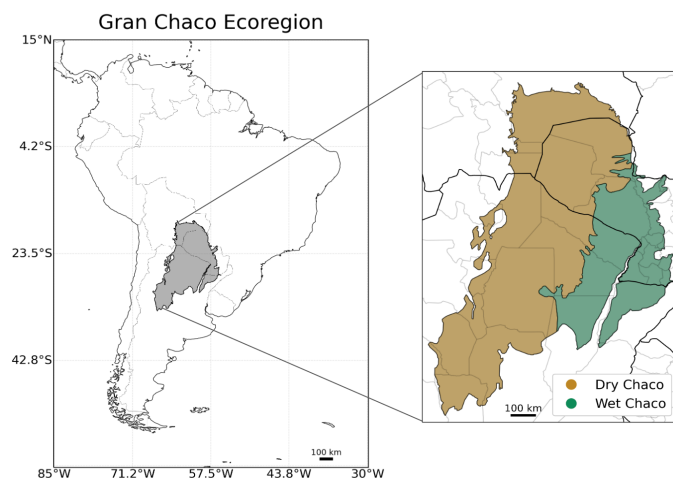 Gran Chaco Ecoregion
15°N
4.2°S
23.5°S
42.8°S
85°W
71.2°W
57.5°W
43.8°W
30°W
100 km
Dry Chaco
Wet Chaco
100 km